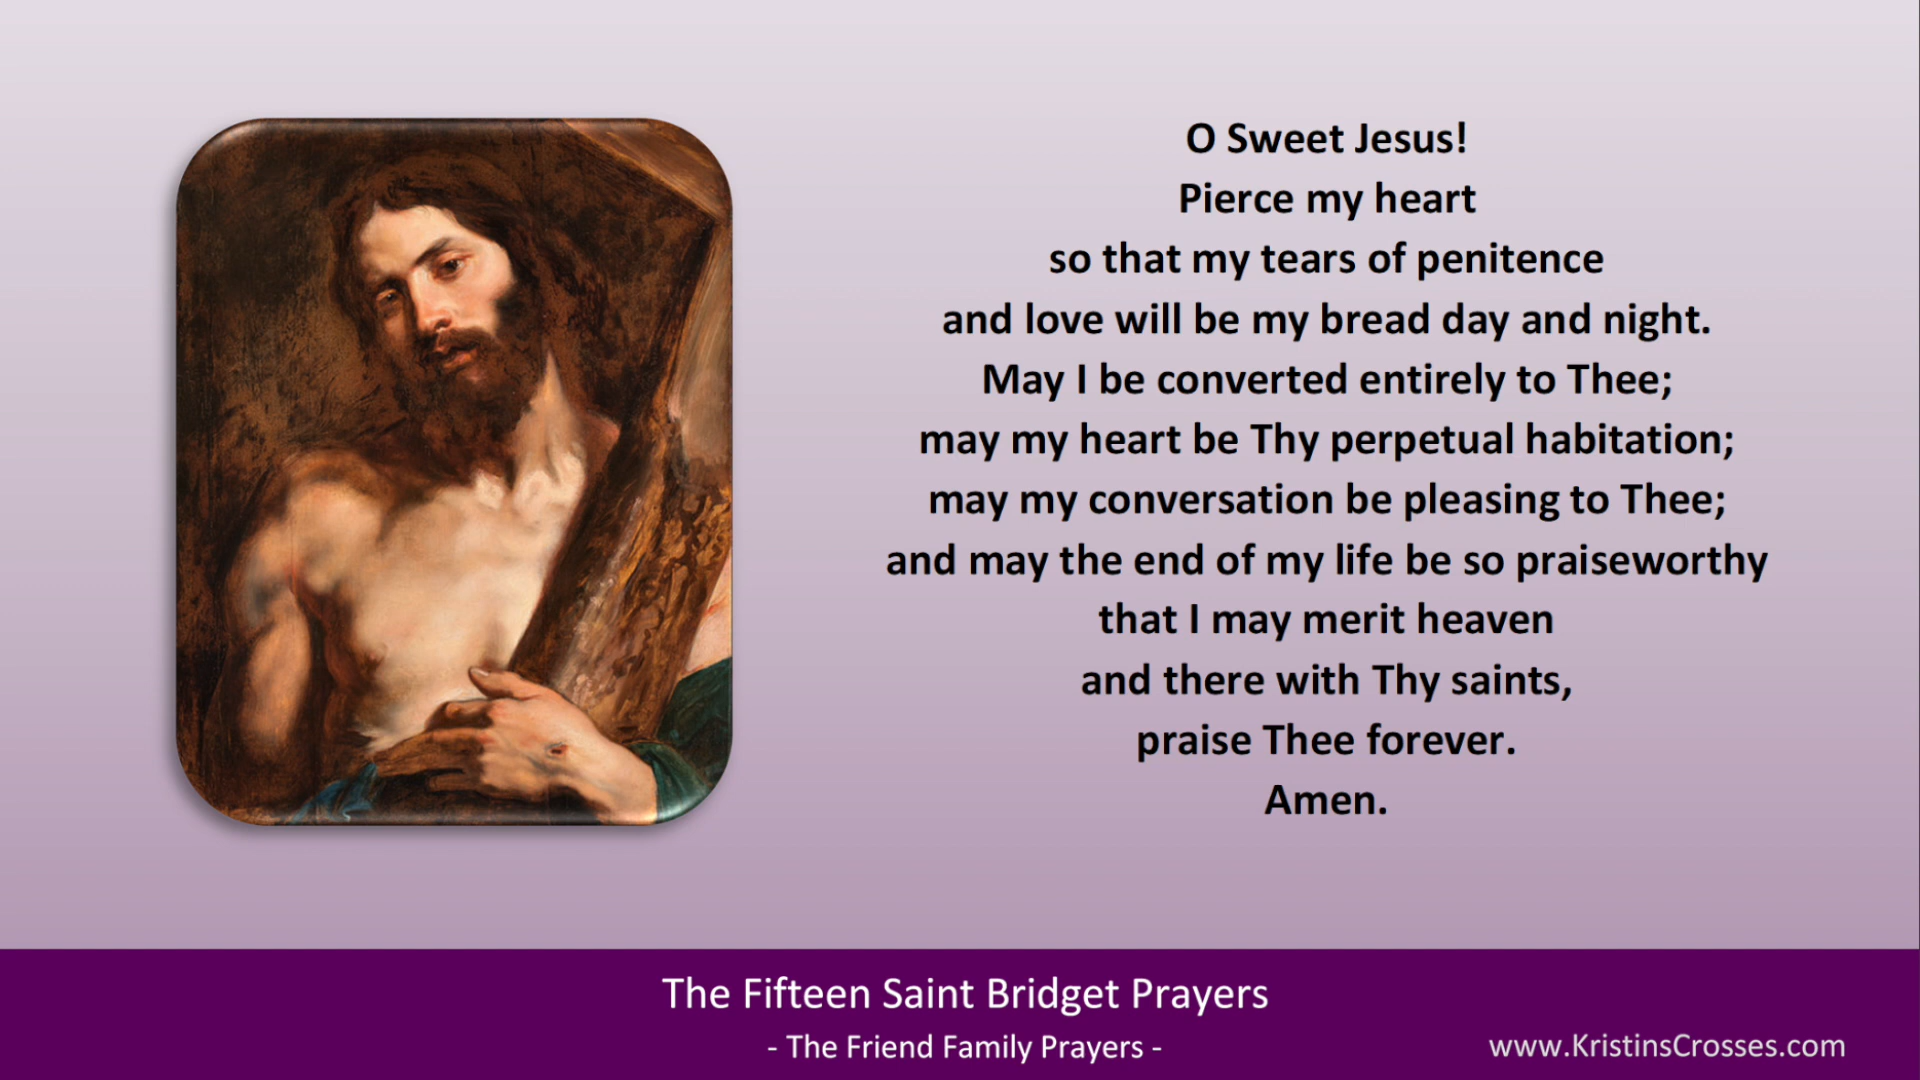 O Sweet Jesus!
Pierce my heart
so that my tears of penitence
and love will be my bread day and night.
May I be converted entirely to Thee;
may my heart be Thy perpetual habitation;
may my conversation be pleasing to Thee;
and may the end of my life be so praiseworthy
that I may merit heaven
and there with Thy saints,
praise Thee forever.
Amen.
The Fifteen Saint Bridget Prayers
- The Friend Family Prayers -
www.KristinsCrosses.com